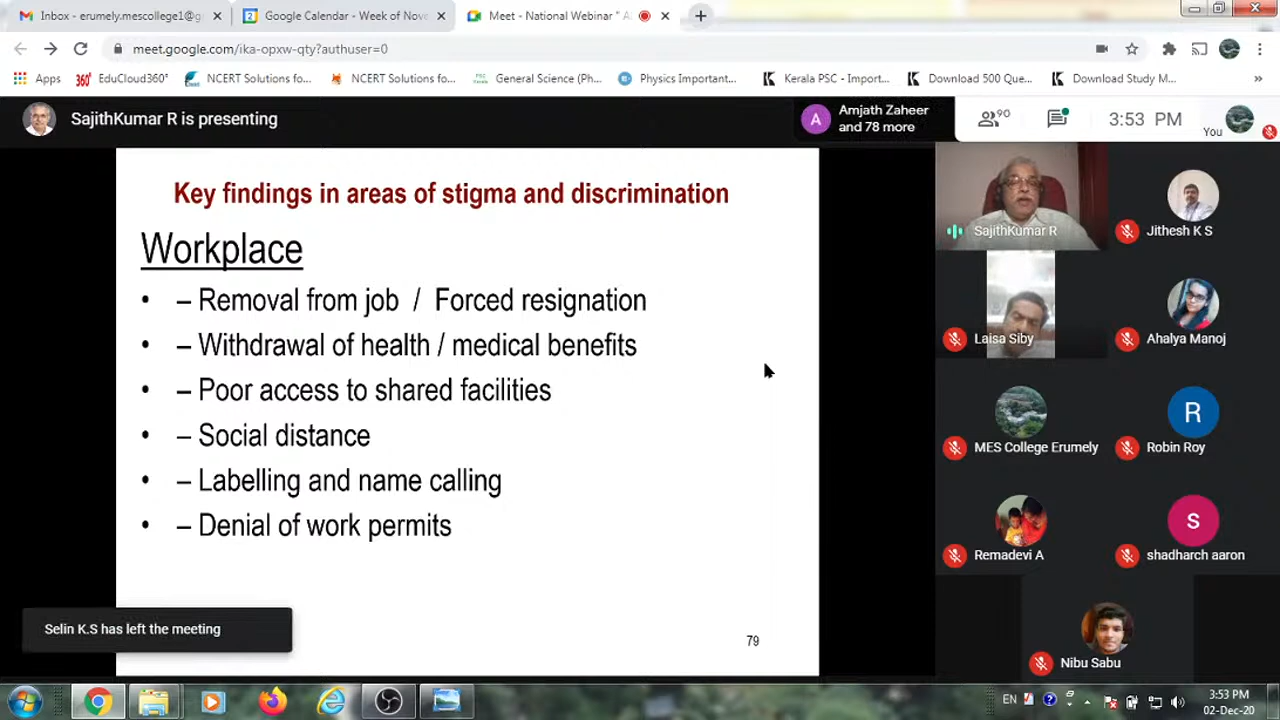 Inbox - erumely.mescollege1@g
Google Calendar - Week of Nove
Meet - National Webinar " A
meet.google.com/ika-opxw-qty?authuser=0
Apps
EduCloud360°
NCERT Solutions fo...
NCERT Solutions fo...
General Science (Ph...
Physics Important...
Kerala PSC - Import...
Download 500 Que...
Download Study M...
»
SajithKumar R is presenting
A
Amjath Zaheer
and 78 more
90
3:53 PM
You
Key findings in areas of stigma and discrimination
Workplace
• – Removal from job / Forced resignation
• – Withdrawal of health / medical benefits
• – Poor access to shared facilities
• – Social distance
• – Labelling and name calling
• – Denial of work permits
79
SajithKumar R
Jithesh K S
Laisa Siby
Ahalya Manoj
MES College Erumely
R
Robin Roy
Remadevi A
s
shadharch aaron
Nibu Sabu
Selin K.S has left the meeting
EN
3:53 PM
02-Dec-20